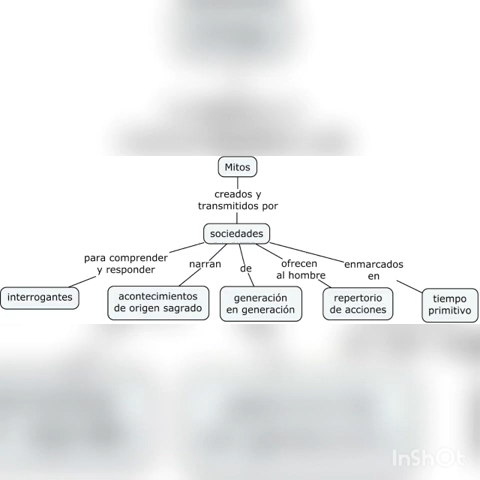 Mitos
creados y
transmitidos por
sociedades
para comprender
y responder
narran
de
ofrecen
al hombre
enmarcados
en
interrogantes
acontecimientos
de origen sagrado
generación
en generación
repertorio
de acciones
tiempo
primitivo
InShOt